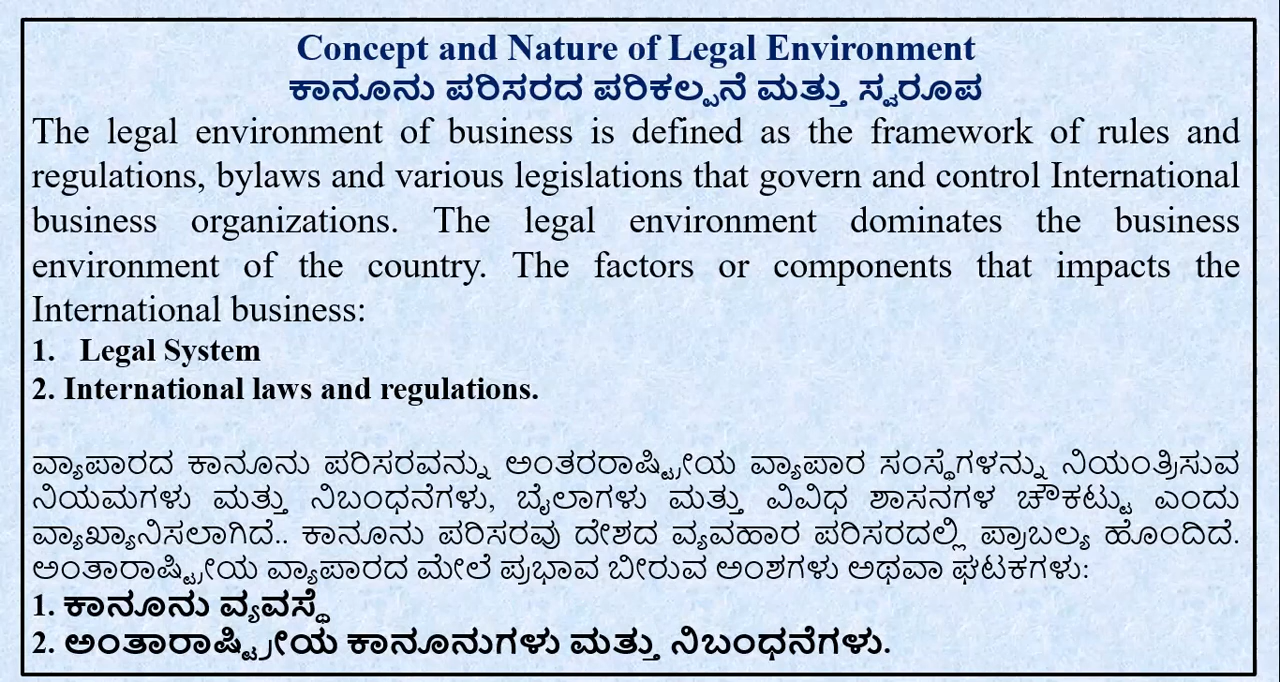 Concept and Nature of Legal Environment
ಕಾನೂನು ಪರಿಸರದ ಪರಿಕಲ್ಪನೆ ಮತ್ತು ಸ್ವರೂಪ
The legal environment of business is defined as the framework of rules and
regulations, bylaws and various legislations that govern and control International
business organizations. The legal environment dominates the business
environment of the country. The factors or components that impacts the
International business:
1. Legal System
2. International laws and regulations.
ವ್ಯಾಪಾರದ ಕಾನೂನು ಪರಿಸರವನ್ನು ಅಂತರರಾಷ್ಟ್ರೀಯ ವ್ಯಾಪಾರ ಸಂಸ್ಥೆಗಳನ್ನು ನಿಯಂತ್ರಿಸುವ
ನಿಯಮಗಳು ಮತ್ತು ನಿಬಂಧನೆಗಳು, ಬೈಲಾಗಳು ಮತ್ತು ವಿವಿಧ ಶಾಸನಗಳ ಚೌಕಟ್ಟು ಎಂದು
ವ್ಯಾಖ್ಯಾನಿಸಲಾಗಿದೆ.. ಕಾನೂನು ಪರಿಸರವು ದೇಶದ ವ್ಯವಹಾರ ಪರಿಸರದಲ್ಲಿ ಪ್ರಾಬಲ್ಯ ಹೊಂದಿದೆ.
ಅಂತಾರಾಷ್ಟ್ರೀಯ ವ್ಯಾಪಾರದ ಮೇಲೆ ಪ್ರಭಾವ ಬೀರುವ ಅಂಶಗಳು ಅಥವಾ ಘಟಕಗಳು:
1. ಕಾನೂನು ವ್ಯವಸ್ಥೆ
2. ಅಂತಾರಾಷ್ಟ್ರೀಯ ಕಾನೂನುಗಳು ಮತ್ತು ನಿಬಂಧನೆಗಳು.